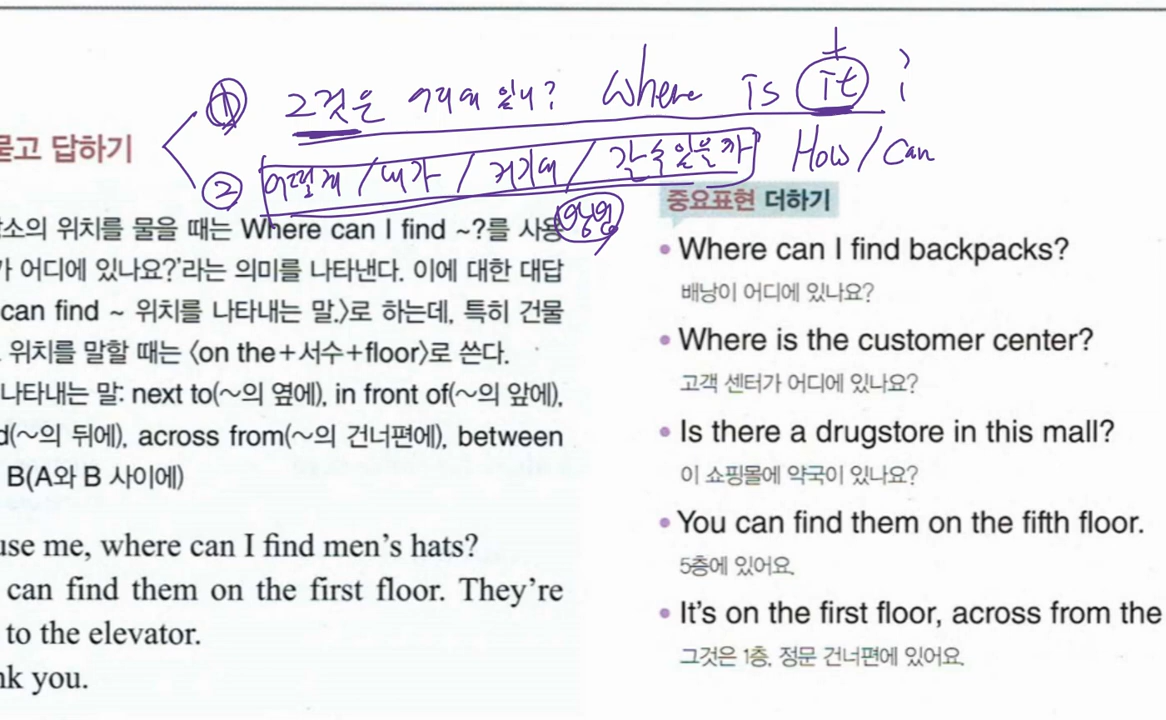 ① 그것은 어디에 있니? Where is it ?
② 어떻게 / 내가 / 거기에 / 갈 수 있을까 How / Can
묻고 답하기
장소의 위치를 물을 때는 Where can I find ~?를 사용
가 어디에 있나요?'라는 의미를 나타낸다. 이에 대한 대답
can find ~ 위치를 나타내는 말.〉로 하는데, 특히 건물
위치를 말할 때는 〈on the+서수+floor〉로 쓴다.
나타내는 말: next to(~의 옆에), in front of(~의 앞에),
d(~의 뒤에), across from(~의 건너편에), between
B(A와 B 사이에)
use me, where can I find men's hats?
can find them on the first floor. They're
to the elevator.
nk you.
중요표현 더하기
• Where can I find backpacks?
배낭이 어디에 있나요?
• Where is the customer center?
고객 센터가 어디에 있나요?
• Is there a drugstore in this mall?
이 쇼핑몰에 약국이 있나요?
• You can find them on the fifth floor.
5층에 있어요.
• It's on the first floor, across from the
그것은 1층, 정문 건너편에 있어요.